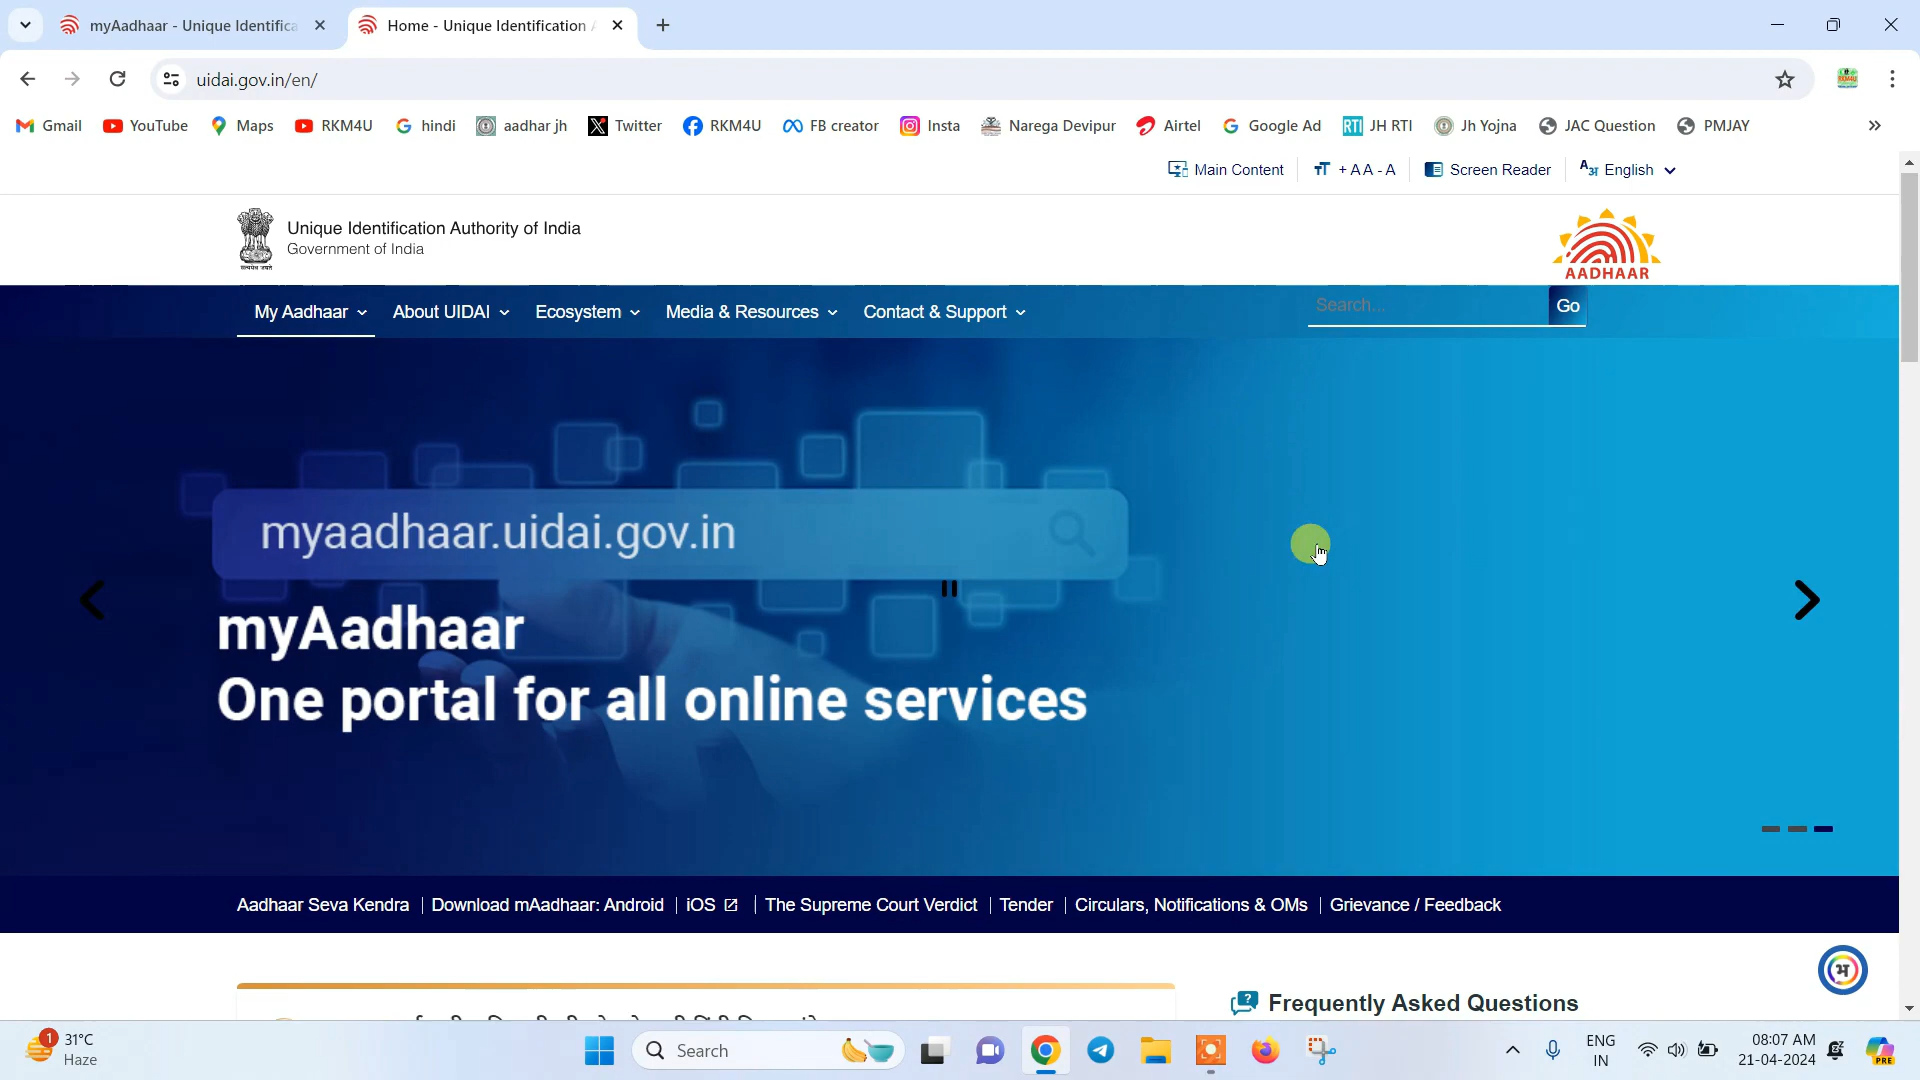 myAadhaar - Unique Identifica
Home - Unique Identification
uidai.gov.in/en/
Gmail YouTube Maps RKM4U hindi aadhar jh Twitter RKM4U FB creator Insta Narega Devipur Airtel Google Ad JH RTI Jh Yojna JAC Question PMJAY
Main Content + A A - A Screen Reader English
Unique Identification Authority of India
Government of India
सत्यमेव जयते
AADHAAR
My Aadhaar About UIDAI Ecosystem Media & Resources Contact & Support Search... Go
myaadhaar.uidai.gov.in
myAadhaar
One portal for all online services
Aadhaar Seva Kendra | Download mAadhaar: Android | iOS | The Supreme Court Verdict | Tender | Circulars, Notifications & OMs | Grievance / Feedback
Frequently Asked Questions
1 31°C
Haze
Search
ENG
IN
08:07 AM
21-04-2024
PRE